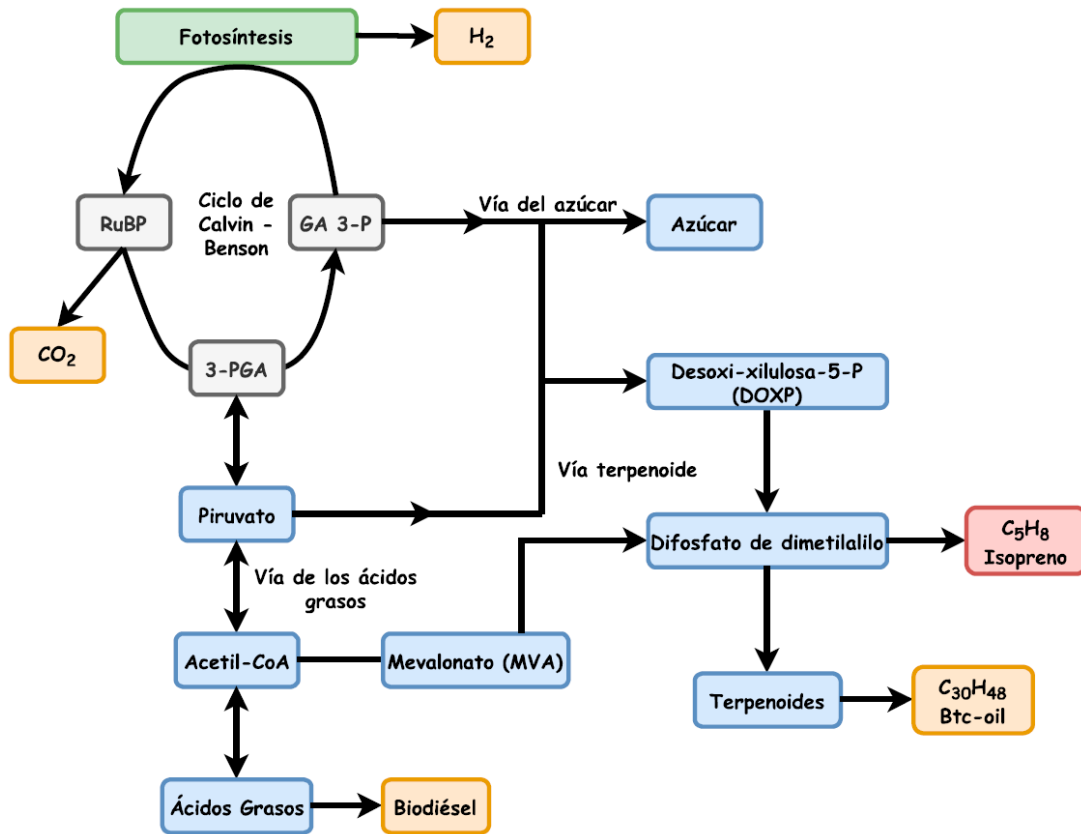 Fotosíntesis
H2
RuBP
Ciclo de
Calvin -
Benson
GA 3-P
Vía del azúcar
Azúcar
CO2
3-PGA
Desoxi-xilulosa-5-P
(DOXP)
Vía terpenoide
Piruvato
Difosfato de dimetilalilo
C5H8
Isopreno
Vía de los ácidos
grasos
Acetil-CoA
Mevalonato (MVA)
Terpenoides
C30H48
Btc-oil
Ácidos Grasos
Biodiésel